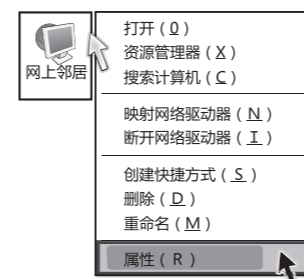 网上邻居
打开（0）
资源管理器（X）
搜索计算机（C）
映射网络驱动器（N）
断开网络驱动器（I）
创建快捷方式（S）
删除（D）
重命名（M）
属性（R）